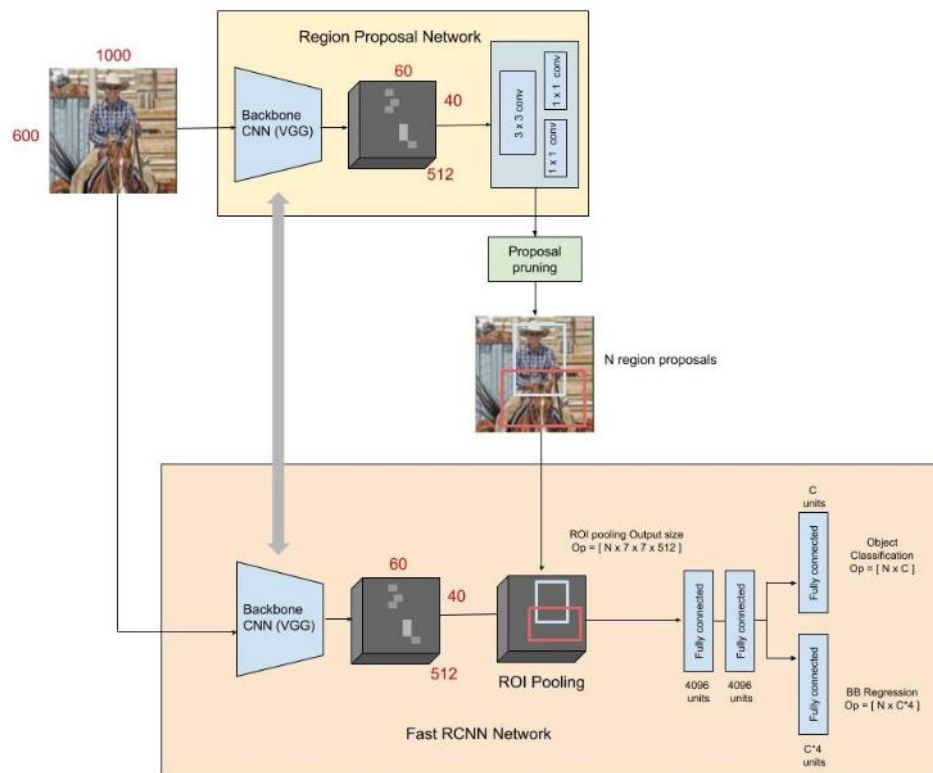 Region Proposal Network
1000
600
Backbone
CNN (VGG)
60
40
512
3 x 3 conv
1 x 1 conv
1 x 1 conv
Proposal
pruning
N region proposals
ROI pooling Output size
Op = [ N x 7 x 7 x 512 ]
Backbone
CNN (VGG)
60
40
512
ROI Pooling
Fully connected
4096
units
Fully connected
4096
units
C
units
Fully connected
Object
Classification
Op = [ N x C ]
Fully connected
C*4
units
BB Regression
Op = [ N x C*4 ]
Fast RCNN Network